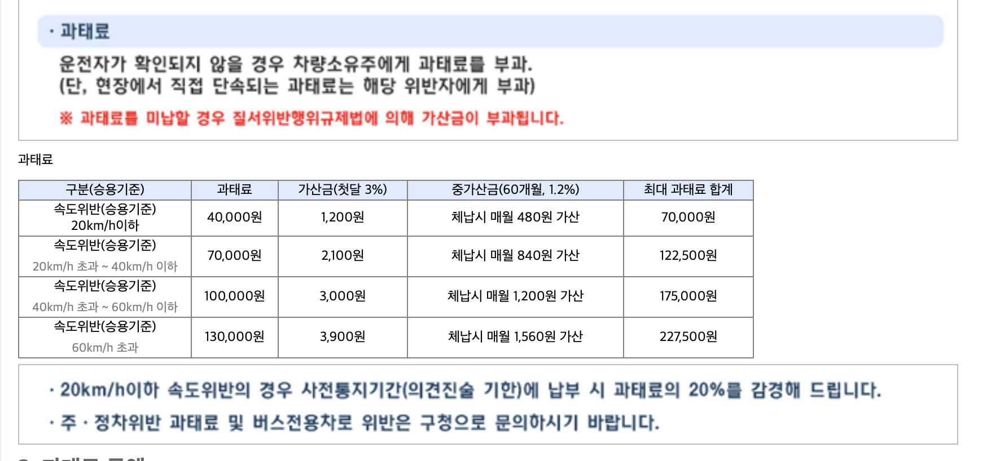 · 과태료
운전자가 확인되지 않을 경우 차량소유주에게 과태료를 부과.
(단, 현장에서 직접 단속되는 과태료는 해당 위반자에게 부과)
※ 과태료를 미납할 경우 질서위반행위규제법에 의해 가산금이 부과됩니다.
과태료
구분(승용기준) 과태료 가산금(첫달 3%) 중가산금(60개월, 1.2%) 최대 과태료 합계
속도위반(승용기준)
20km/h이하 40,000원 1,200원 체납시 매월 480원 가산 70,000원
속도위반(승용기준)
20km/h 초과 ~ 40km/h 이하 70,000원 2,100원 체납시 매월 840원 가산 122,500원
속도위반(승용기준)
40km/h 초과 ~ 60km/h 이하 100,000원 3,000원 체납시 매월 1,200원 가산 175,000원
속도위반(승용기준)
60km/h 초과 130,000원 3,900원 체납시 매월 1,560원 가산 227,500원
· 20km/h이하 속도위반의 경우 사전통지기간(의견진술 기한)에 납부 시 과태료의 20%를 감경해 드립니다.
· 주 · 정차위반 과태료 및 버스전용차로 위반은 구청으로 문의하시기 바랍니다.